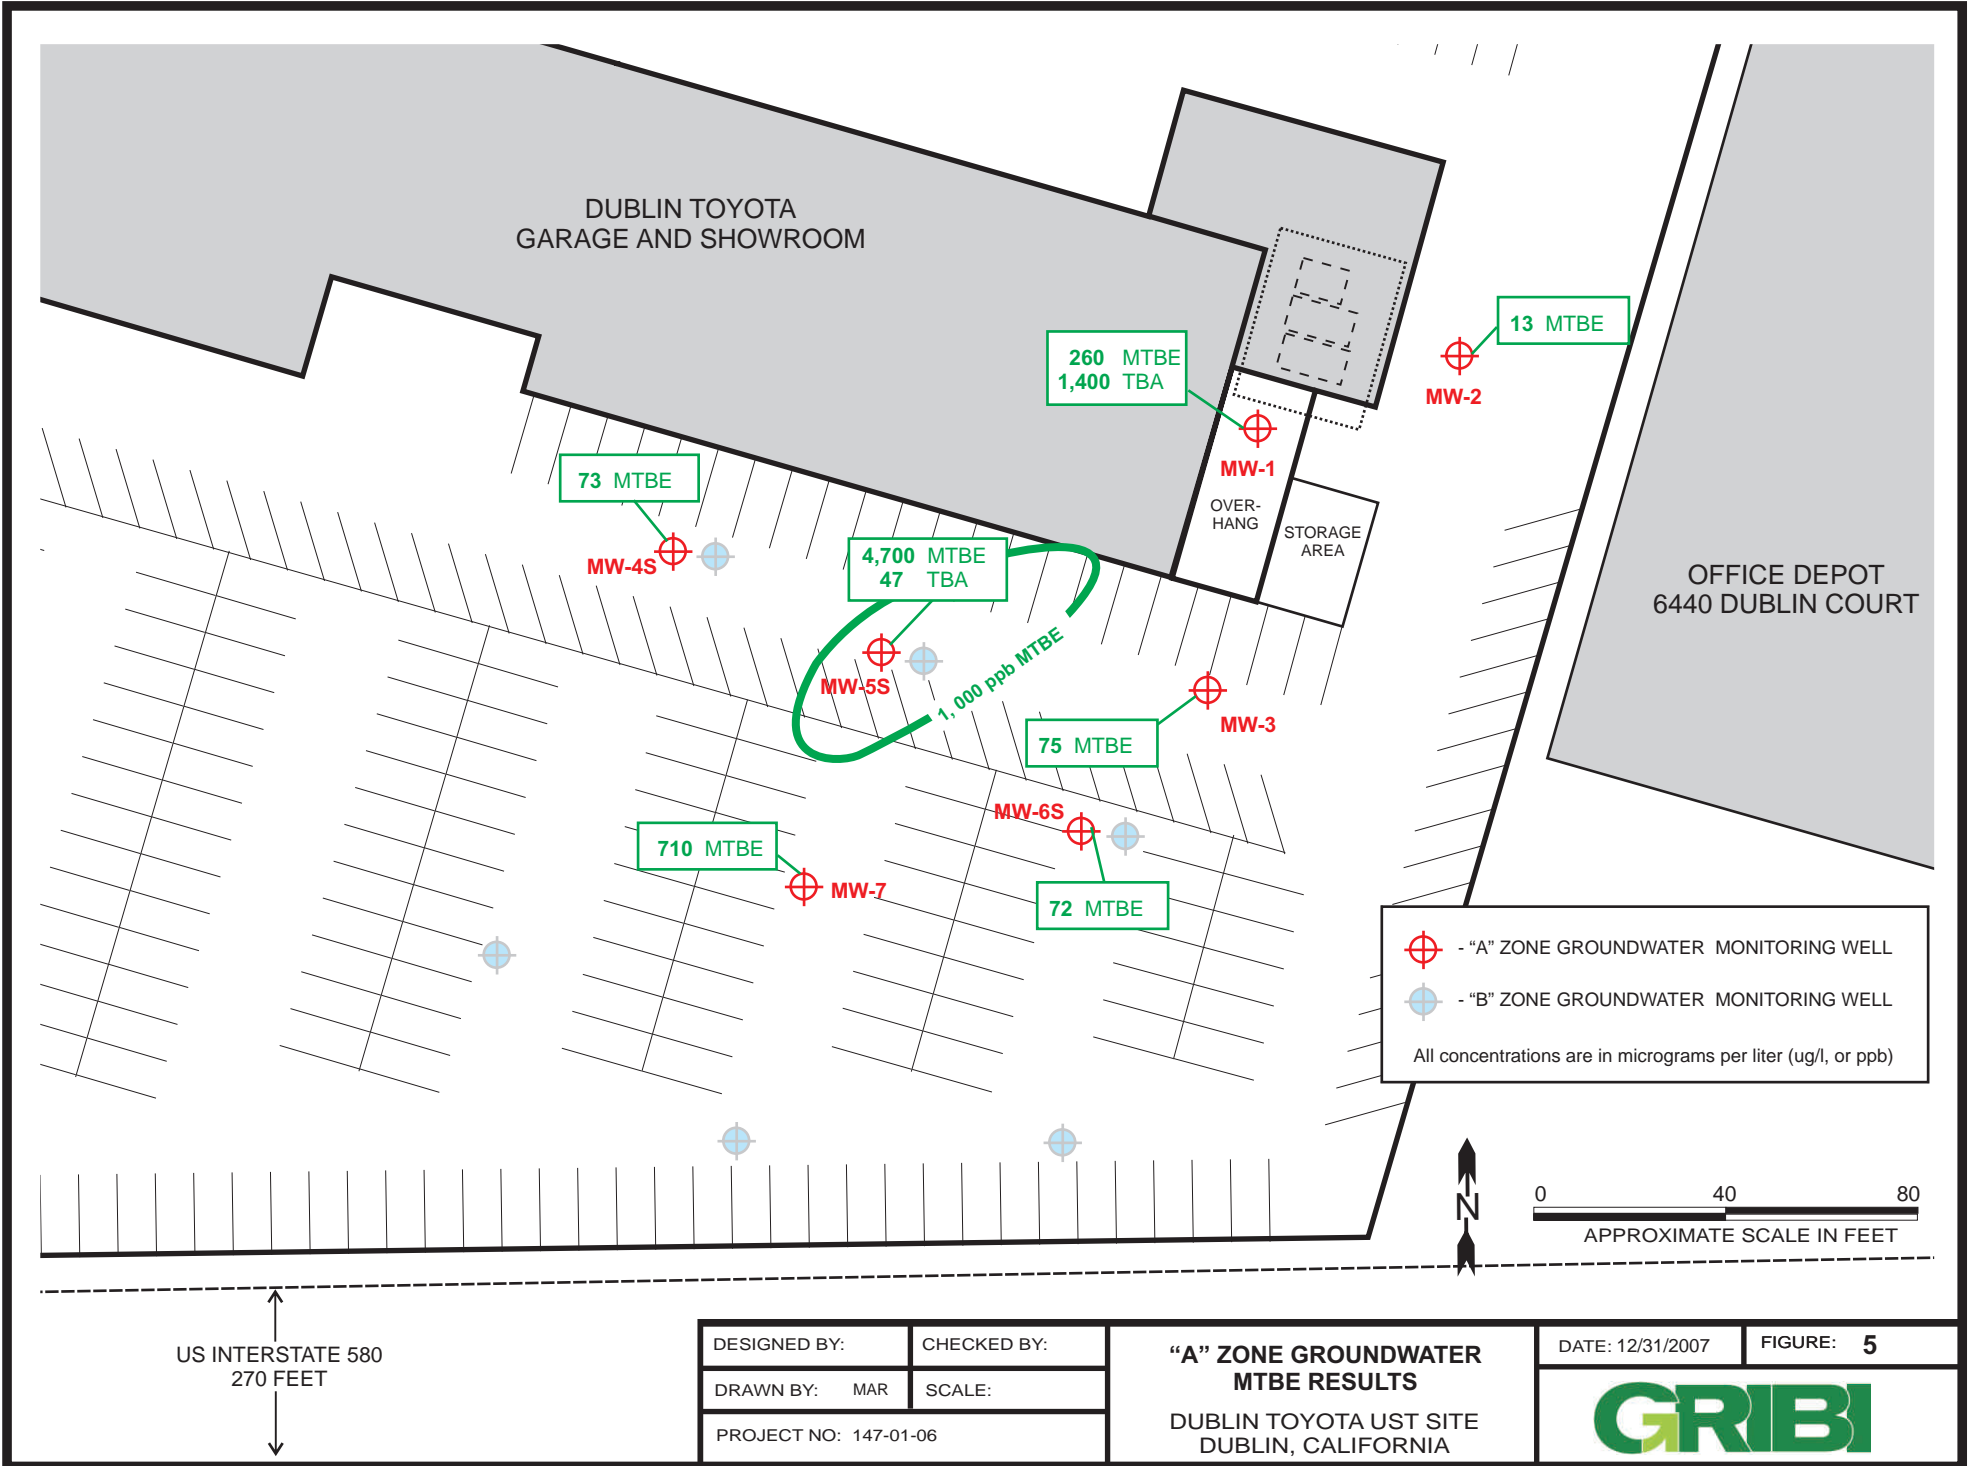 DUBLIN TOYOTA
GARAGE AND SHOWROOM
13 MTBE
MW-2
260 MTBE
1,400 TBA
MW-1
OVER-
HANG
STORAGE
AREA
73 MTBE
MW-4S
4,700 MTBE
47 TBA
MW-5S
1, 000 ppb MTBE
OFFICE DEPOT
6440 DUBLIN COURT
MW-3
75 MTBE
MW-6S
72 MTBE
710 MTBE
MW-7
- “A” ZONE GROUNDWATER MONITORING WELL
- “B” ZONE GROUNDWATER MONITORING WELL
All concentrations are in micrograms per liter (ug/l, or ppb)
N
0 40 80
APPROXIMATE SCALE IN FEET
US INTERSTATE 580
270 FEET
DESIGNED BY:
CHECKED BY:
DRAWN BY: MAR
SCALE:
PROJECT NO: 147-01-06
“A” ZONE GROUNDWATER
MTBE RESULTS
DUBLIN TOYOTA UST SITE
DUBLIN, CALIFORNIA
DATE: 12/31/2007
FIGURE: 5
GRIBI